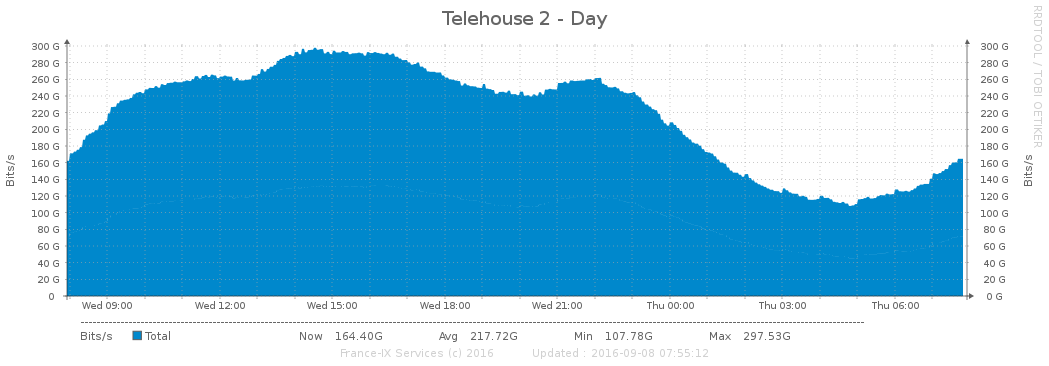 Telehouse 2 - Day
RRDTOOL / TOBI OETIKER
Bits/s
300 G 300 G
280 G 280 G
260 G 260 G
240 G 240 G
220 G 220 G
200 G 200 G
180 G 180 G
160 G 160 G
140 G 140 G
120 G 120 G
100 G 100 G
80 G 80 G
60 G 60 G
40 G 40 G
20 G 20 G
0 0 G
Bits/s
Wed 09:00 Wed 12:00 Wed 15:00 Wed 18:00 Wed 21:00 Thu 00:00 Thu 03:00 Thu 06:00
Bits/s Total Now 164.40G Avg 217.72G Min 107.78G Max 297.53G
France-IX Services (c) 2016 Updated : 2016-09-08 07:55:12